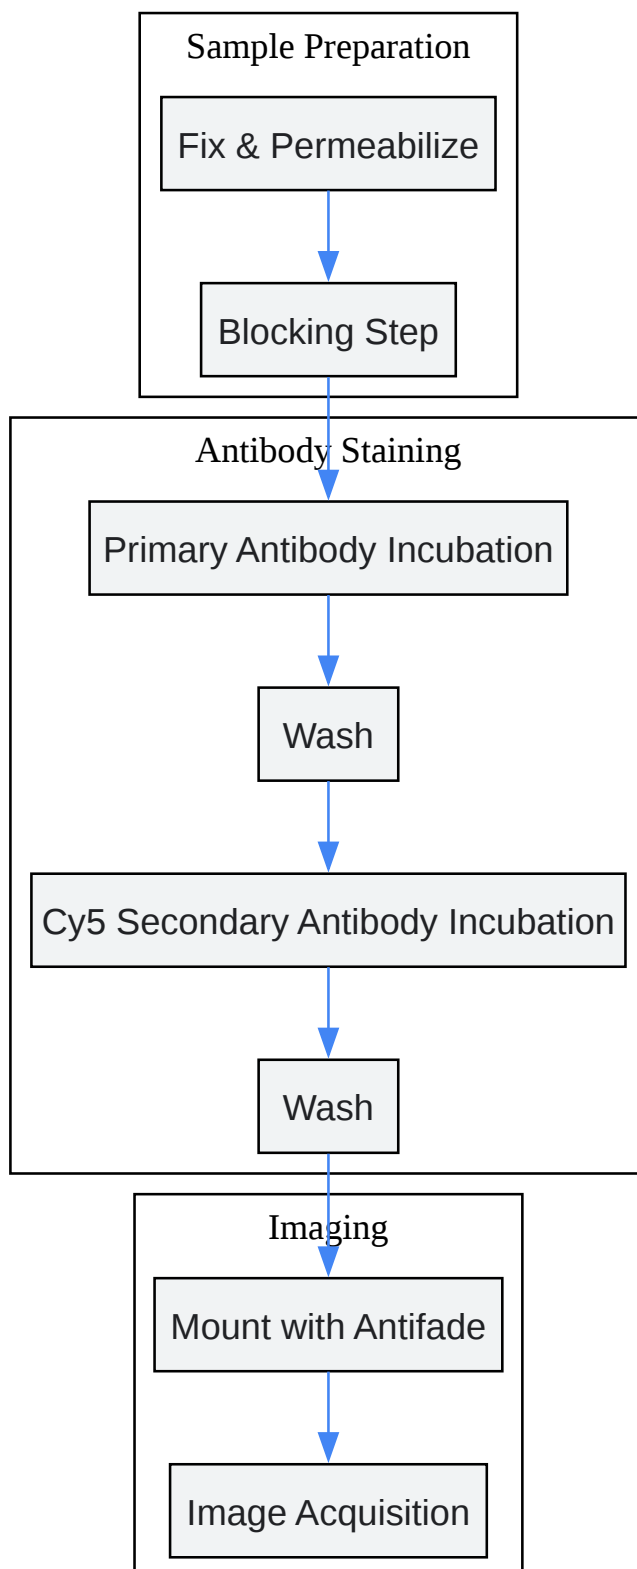 Sample Preparation
Fix & Permeabilize
Blocking Step
Antibody Staining
Primary Antibody Incubation
Wash
Cy5 Secondary Antibody Incubation
Wash
Imaging
Mount with Antifade
Image Acquisition